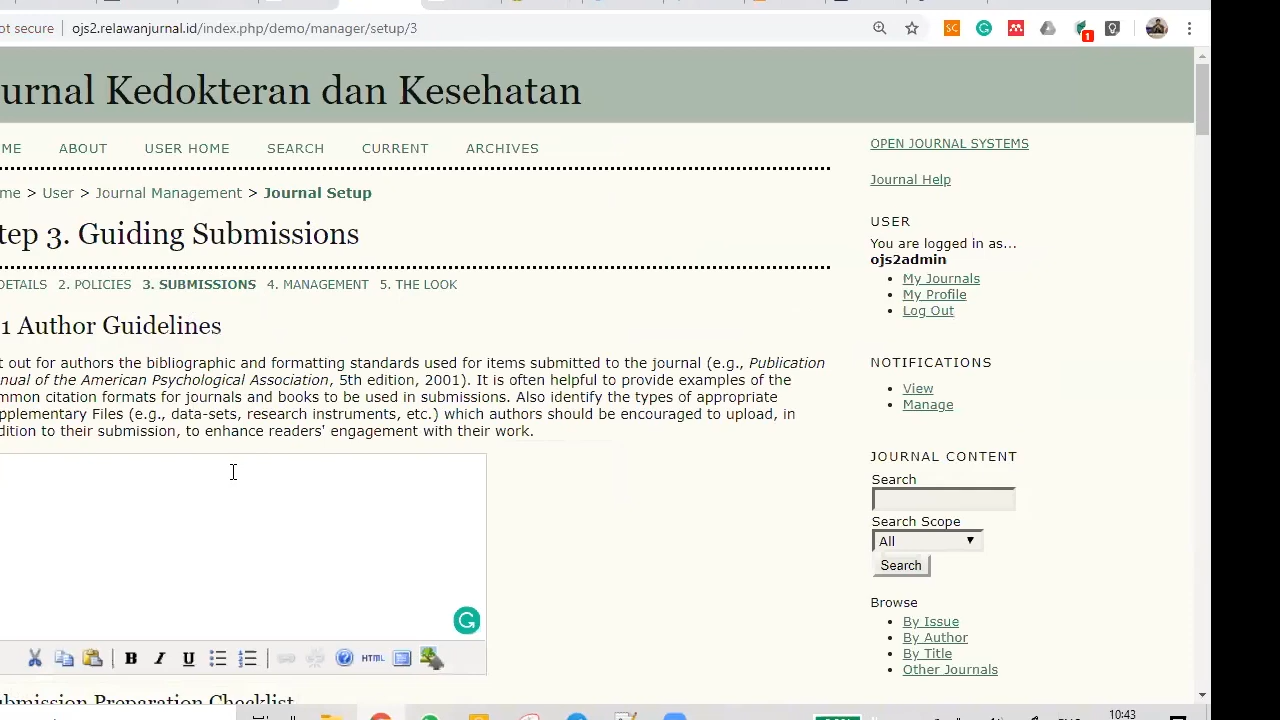 ot secure ojs2.relawanjurnal.id/index.php/demo/manager/setup/3
SC
1
urnal Kedokteran dan Kesehatan
ME ABOUT USER HOME SEARCH CURRENT ARCHIVES
me > User > Journal Management > Journal Setup
tep 3. Guiding Submissions
DETAILS 2. POLICIES 3. SUBMISSIONS 4. MANAGEMENT 5. THE LOOK
1 Author Guidelines
t out for authors the bibliographic and formatting standards used for items submitted to the journal (e.g., Publication
nual of the American Psychological Association, 5th edition, 2001). It is often helpful to provide examples of the
mmon citation formats for journals and books to be used in submissions. Also identify the types of appropriate
pplementary Files (e.g., data-sets, research instruments, etc.) which authors should be encouraged to upload, in
dition to their submission, to enhance readers' engagement with their work.
B I U HTML
ubmission Preparation Checklist
OPEN JOURNAL SYSTEMS
Journal Help
USER
You are logged in as...
ojs2admin
My Journals
My Profile
Log Out
NOTIFICATIONS
View
Manage
JOURNAL CONTENT
Search
Search Scope
All
Search
Browse
By Issue
By Author
By Title
Other Journals
10:43